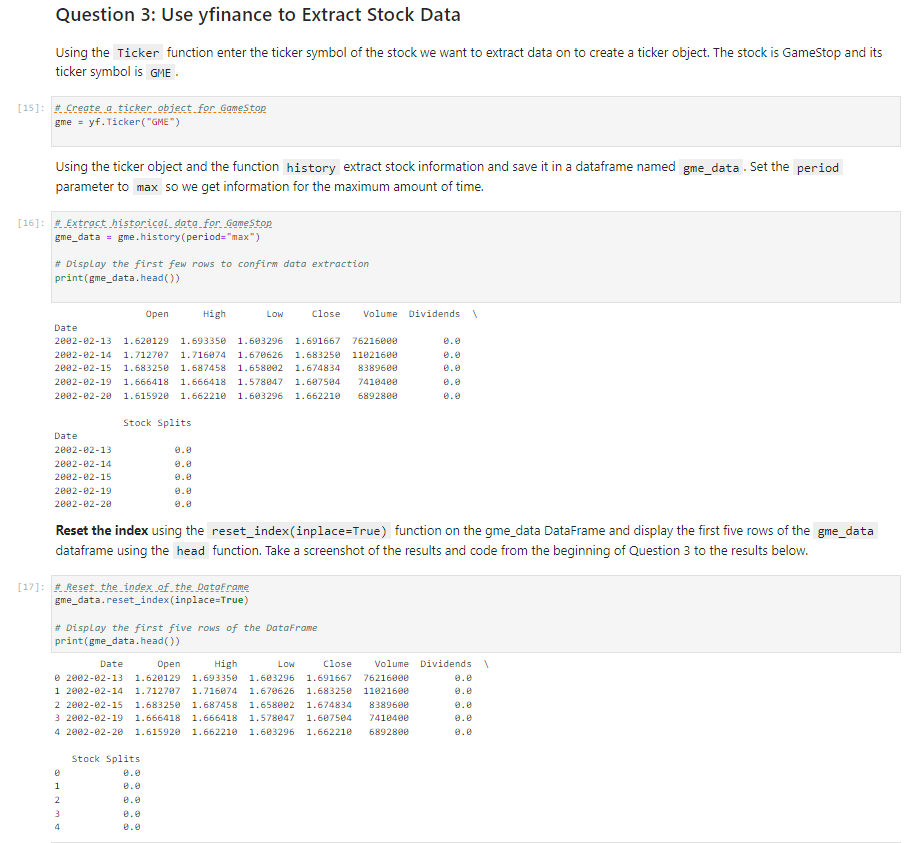 Question 3: Use yfinance to Extract Stock Data
Using the Ticker function enter the ticker symbol of the stock we want to extract data on to create a ticker object. The stock is GameStop and its
ticker symbol is GME .
[15]: # Create a ticker object for GameStop
gme = yf.Ticker("GME")
Using the ticker object and the function history extract stock information and save it in a dataframe named gme_data . Set the period
parameter to max so we get information for the maximum amount of time.
[16]: # Extract historical data for GameStop
gme_data = gme.history(period="max")
# Display the first few rows to confirm data extraction
print(gme_data.head())
Open High Low Close Volume Dividends \
Date
2002-02-13 1.620129 1.693350 1.603296 1.691667 76216000 0.0
2002-02-14 1.712707 1.716074 1.670626 1.683250 11021600 0.0
2002-02-15 1.683250 1.687458 1.658002 1.674834 8389600 0.0
2002-02-19 1.666418 1.666418 1.578047 1.607504 7410400 0.0
2002-02-20 1.615920 1.662210 1.603296 1.662210 6892800 0.0
Stock Splits
Date
2002-02-13 0.0
2002-02-14 0.0
2002-02-15 0.0
2002-02-19 0.0
2002-02-20 0.0
Reset the index using the reset_index(inplace=True) function on the gme_data DataFrame and display the first five rows of the gme_data
dataframe using the head function. Take a screenshot of the results and code from the beginning of Question 3 to the results below.
[17]: # Reset the index of the DataFrame
gme_data.reset_index(inplace=True)
# Display the first five rows of the DataFrame
print(gme_data.head())
Date Open High Low Close Volume Dividends \
0 2002-02-13 1.620129 1.693350 1.603296 1.691667 76216000 0.0
1 2002-02-14 1.712707 1.716074 1.670626 1.683250 11021600 0.0
2 2002-02-15 1.683250 1.687458 1.658002 1.674834 8389600 0.0
3 2002-02-19 1.666418 1.666418 1.578047 1.607504 7410400 0.0
4 2002-02-20 1.615920 1.662210 1.603296 1.662210 6892800 0.0
Stock Splits
0 0.0
1 0.0
2 0.0
3 0.0
4 0.0